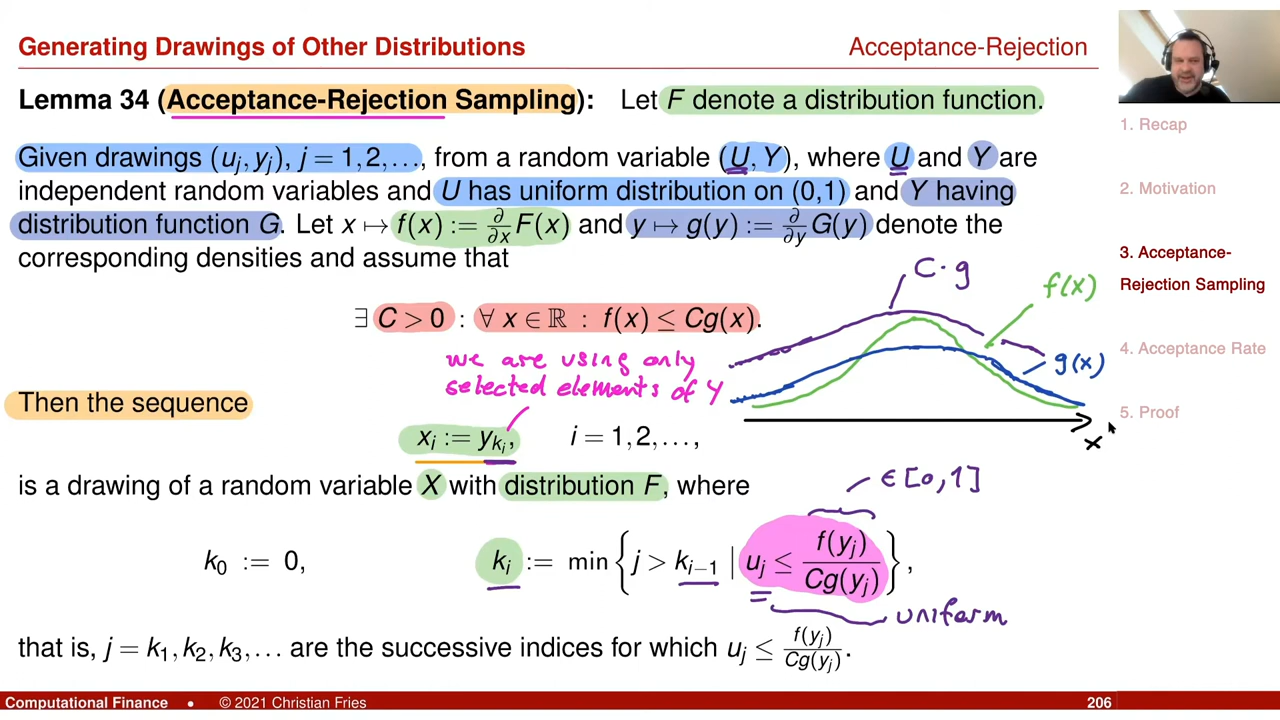 Generating Drawings of Other Distributions
Acceptance-Rejection
Lemma 34 (Acceptance-Rejection Sampling): Let F denote a distribution function.
Given drawings (u_j, y_j), j = 1, 2, …, from a random variable (U, Y), where U and Y are
independent random variables and U has uniform distribution on (0,1) and Y having
distribution function G. Let x ↦ f(x) := ∂/∂x F(x) and y ↦ g(y) := ∂/∂y G(y) denote the
corresponding densities and assume that
C · g
f(x)
∃ C > 0 : ∀ x ∈ ℝ : f(x) ≤ Cg(x).
we are using only
selected elements of Y
g(x)
x
Then the sequence
x_i := y_{k_i}, i = 1, 2, …,
is a drawing of a random variable X with distribution F, where
∈ [0,1]
k_0 := 0, k_i := min { j > k_{i−1} | u_j ≤ f(y_j)/Cg(y_j) },
uniform
that is, j = k_1, k_2, k_3, … are the successive indices for which u_j ≤ f(y_j)/Cg(y_j).
1. Recap
2. Motivation
3. Acceptance-
Rejection Sampling
4. Acceptance Rate
5. Proof
Computational Finance • © 2021 Christian Fries
206